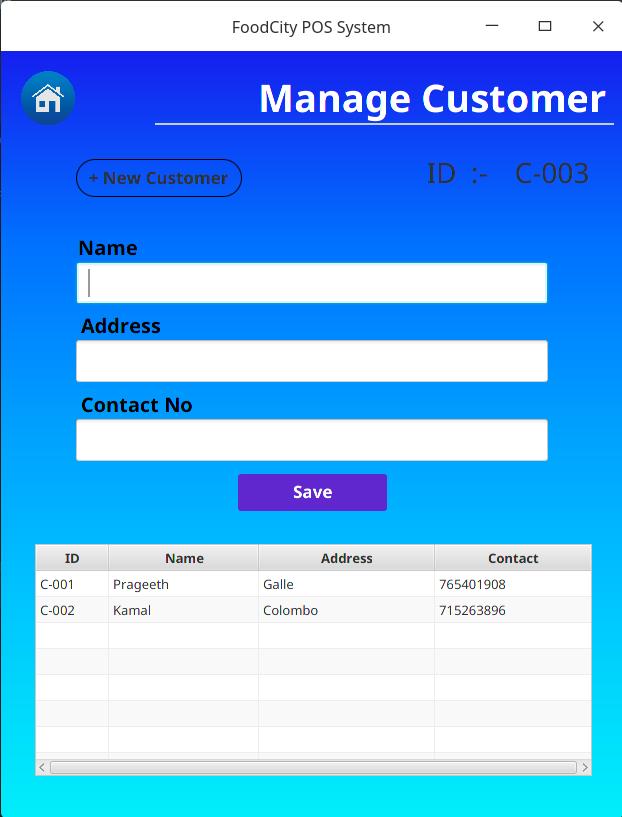 FoodCity POS System
Manage Customer
+ New Customer ID :- C-003
Name
Address
Contact No
Save
ID Name Address Contact
C-001 Prageeth Galle 765401908
C-002 Kamal Colombo 715263896